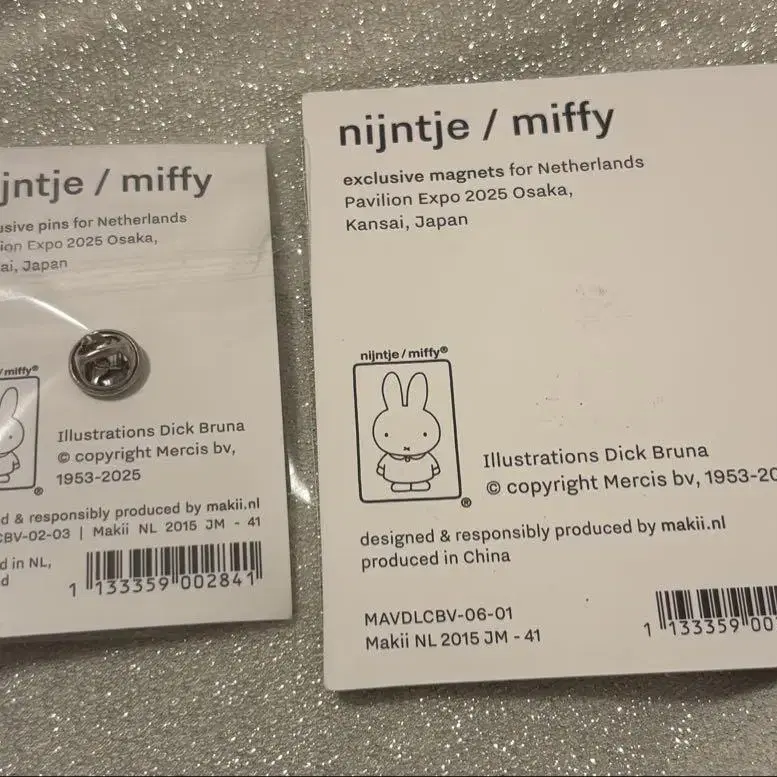 jntje / miffy
usive pins for Netherlands
ion Expo 2025 Osaka,
ai, Japan
/miffy®
®
Illustrations Dick Bruna
© copyright Mercis bv,
1953-2025
d & responsibly produced by makii.nl
CBV-02-03 | Makii NL 2015 JM - 41
d in NL,
d
1 133359 002841
nijntje / miffy
exclusive magnets for Netherlands
Pavilion Expo 2025 Osaka,
Kansai, Japan
nijntje / miffy®
®
Illustrations Dick Bruna
© copyright Mercis bv, 1953-20
designed & responsibly produced by makii.nl
produced in China
MAVDLCBV-06-01
Makii NL 2015 JM - 41
1 133359 00